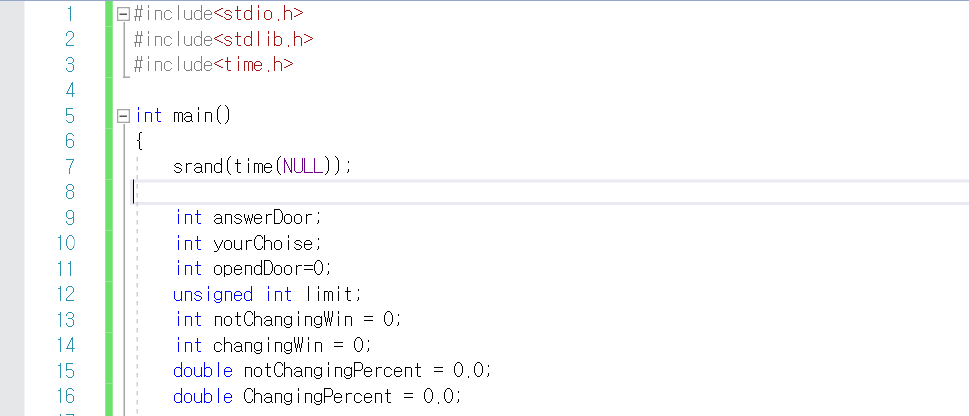 1 #include<stdio.h>
2 #include<stdlib.h>
3 #include<time.h>
4
5 int main()
6 {
7 srand(time(NULL));
8
9 int answerDoor;
10 int yourChoise;
11 int opendDoor=0;
12 unsigned int limit;
13 int notChangingWin = 0;
14 int changingWin = 0;
15 double notChangingPercent = 0.0;
16 double ChangingPercent = 0.0;